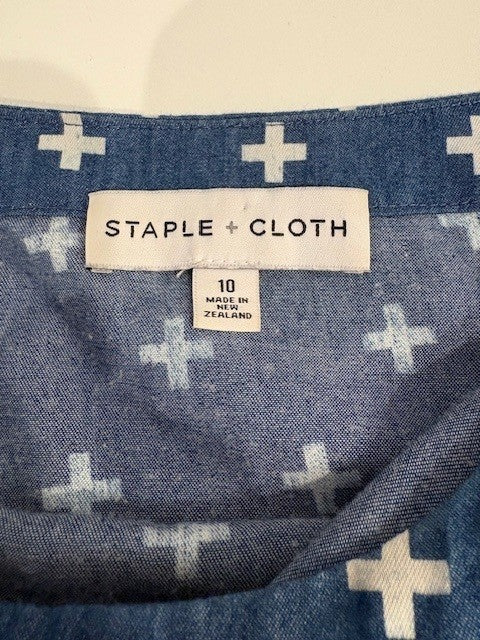 STAPLE + CLOTH
10
MADE IN
NEW
ZEALAND